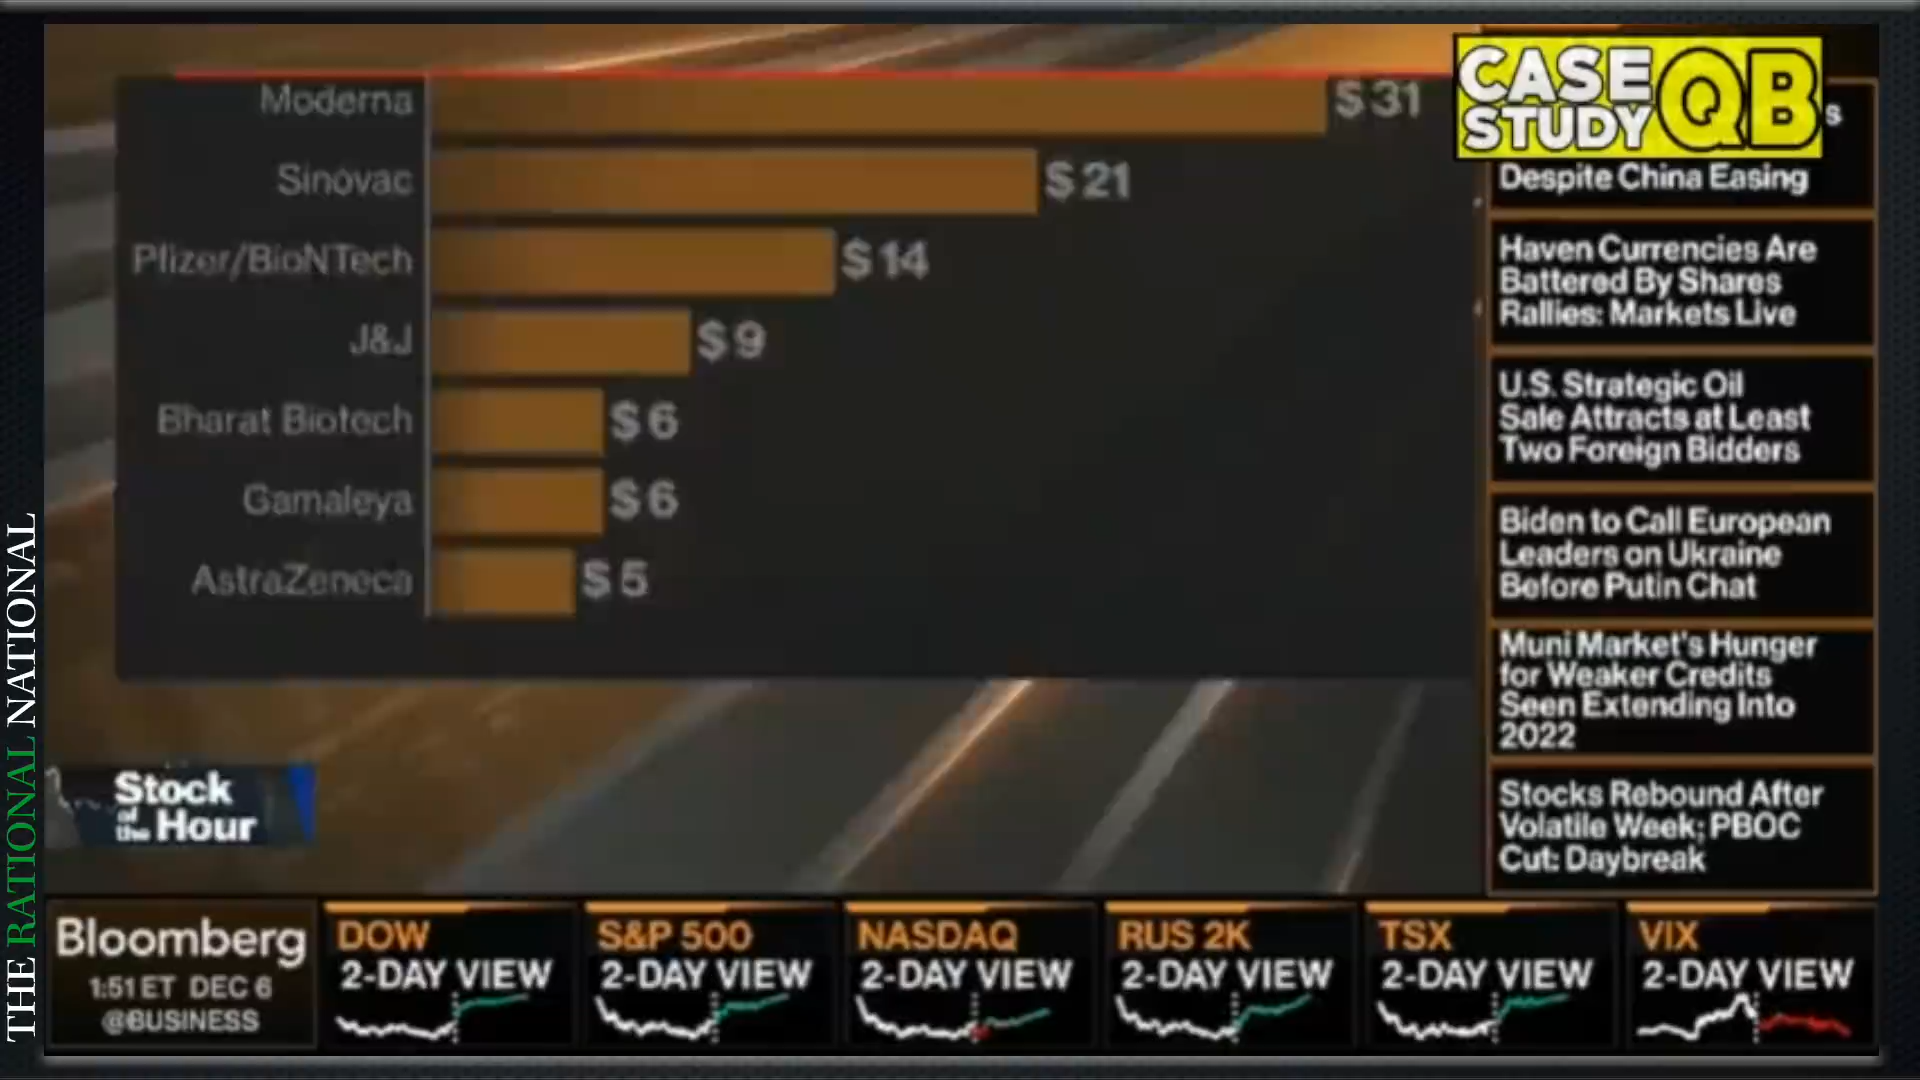 Moderna $31
Sinovac $21
Plizer/BioNTech $14
J&J $9
Bharat Biotech $6
Gamaleya $6
AstraZeneca $5
CASE
STUDY
QB
s
Despite China Easing
Haven Currencies Are
Battered By Shares
Rallies: Markets Live
U.S. Strategic Oil
Sale Attracts at Least
Two Foreign Bidders
Biden to Call European
Leaders on Ukraine
Before Putin Chat
Muni Market's Hunger
for Weaker Credits
Seen Extending Into
2022
Stocks Rebound After
Volatile Week; PBOC
Cut: Daybreak
Stock
of the Hour
THE RATIONAL NATIONAL
Bloomberg
1:51 ET DEC 6
@BUSINESS
DOW
2-DAY VIEW
S&P 500
2-DAY VIEW
NASDAQ
2-DAY VIEW
RUS 2K
2-DAY VIEW
TSX
2-DAY VIEW
VIX
2-DAY VIEW